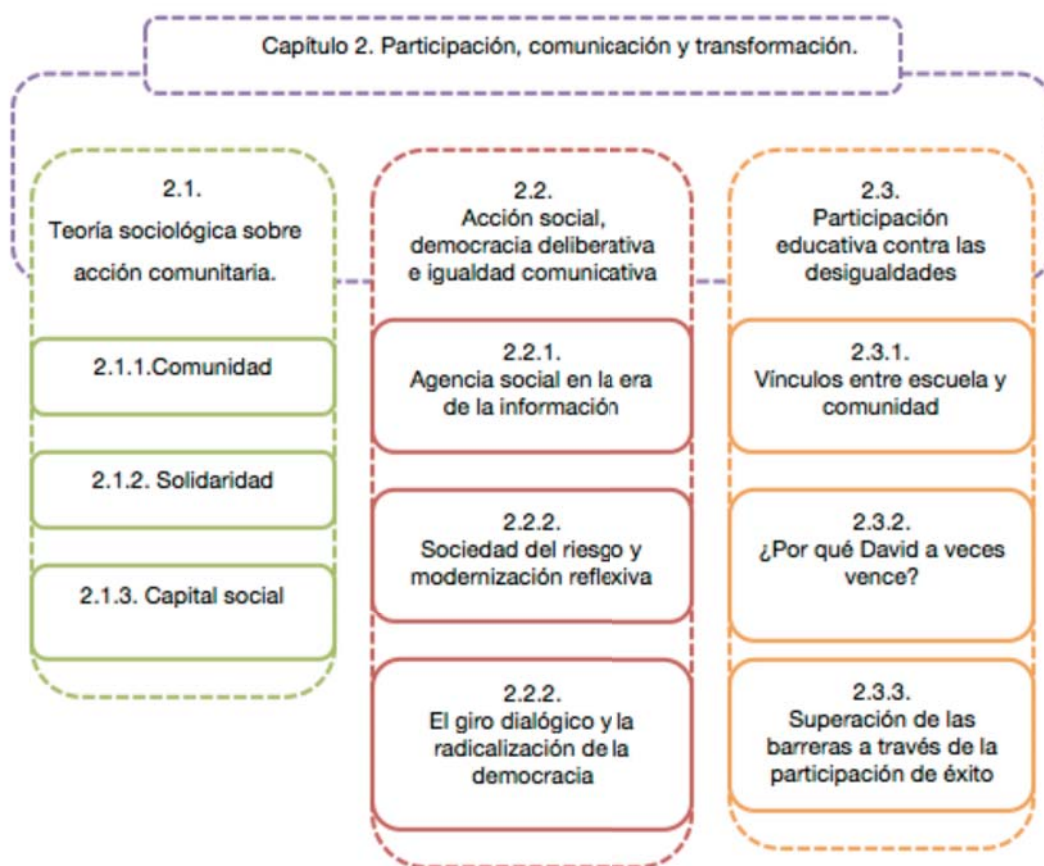 Capítulo 2. Participación, comunicación y transformación.
2.1.
Teoría sociológica sobre
acción comunitaria.
2.1.1.Comunidad
2.1.2. Solidaridad
2.1.3. Capital social
2.2.
Acción social,
democracia deliberativa
e igualdad comunicativa
2.2.1.
Agencia social en la era
de la información
2.2.2.
Sociedad del riesgo y
modernización reflexiva
2.2.2.
El giro dialógico y la
radicalización de la
democracia
2.3.
Participación
educativa contra las
desigualdades
2.3.1.
Vínculos entre escuela y
comunidad
2.3.2.
¿Por qué David a veces
vence?
2.3.3.
Superación de las
barreras a través de la
participación de éxito